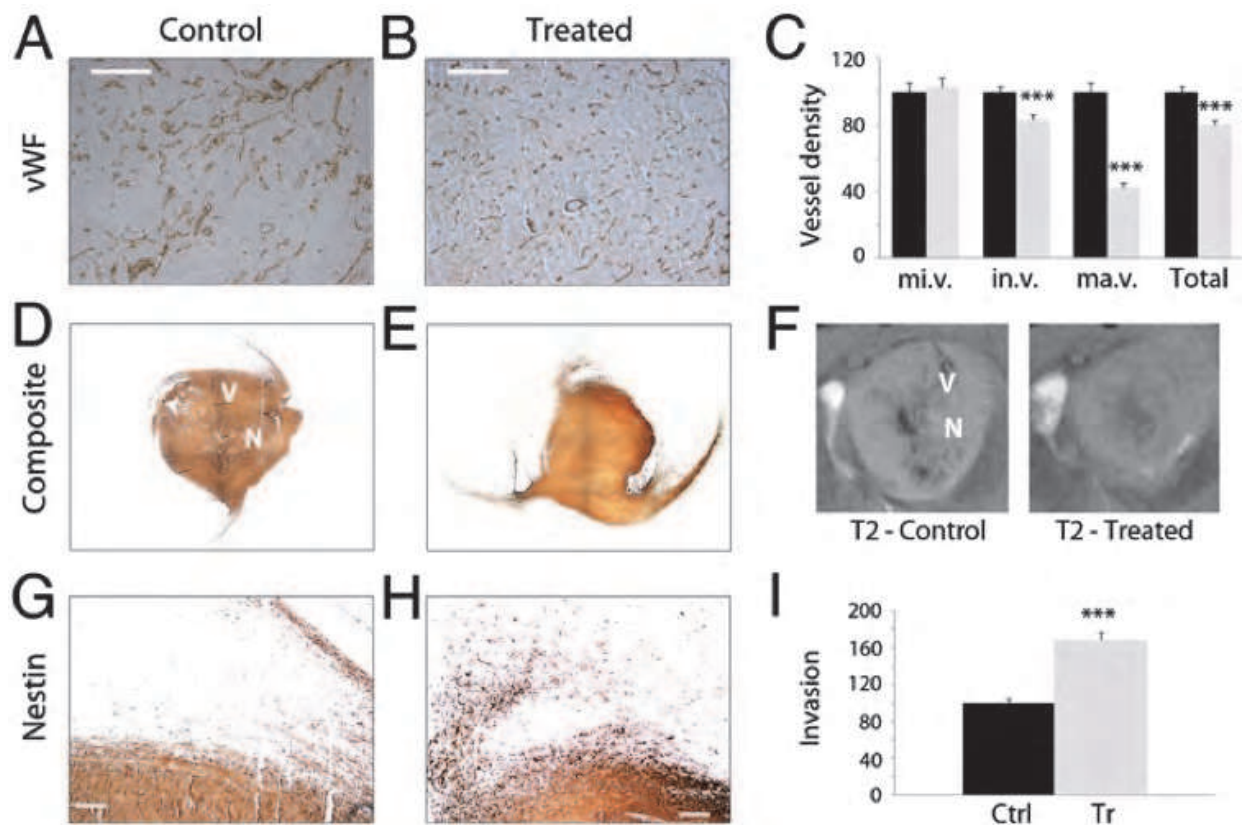 A
Control
B
Treated
C
vWF
Vessel density
120
80
40
0
***
***
***
mi.v.
in.v.
ma.v.
Total
D
E
F
Composite
V
N
V
N
T2 - Control
T2 - Treated
G
H
I
Nestin
Invasion
200
160
120
80
40
0
***
Ctrl
Tr